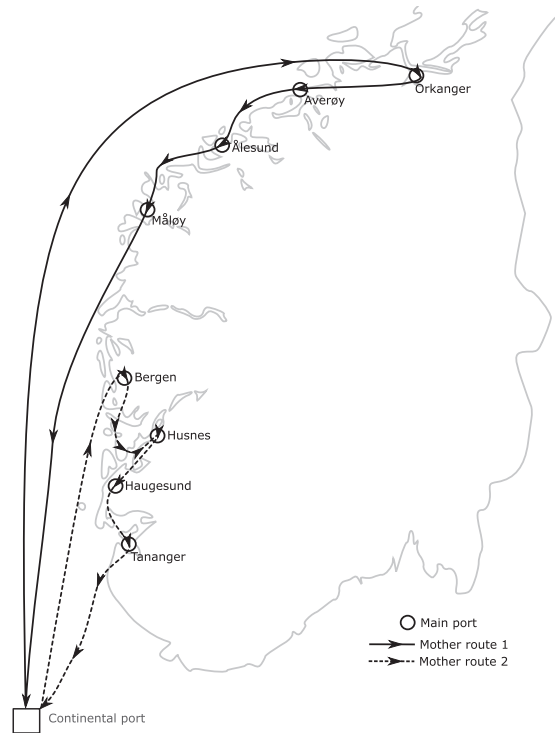 Orkanger
Averøy
Ålesund
Måløy
Bergen
Husnes
Haugesund
Tananger
Main port
Mother route 1
Mother route 2
Continental port